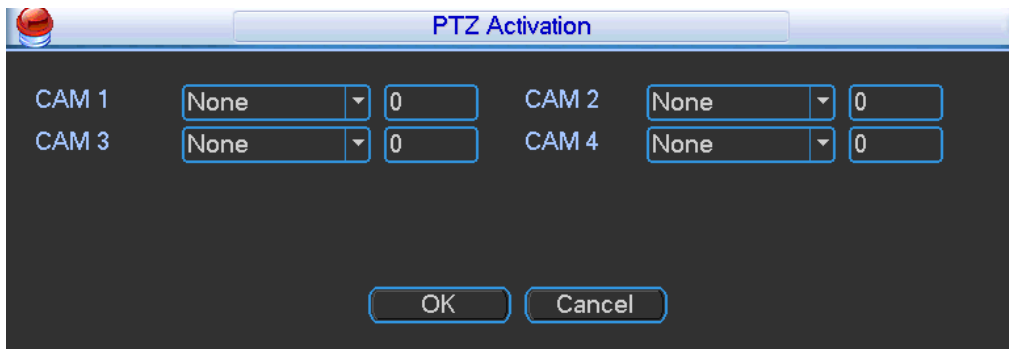 PTZ Activation
CAM 1 None 0 CAM 2 None 0
CAM 3 None 0 CAM 4 None 0
OK Cancel